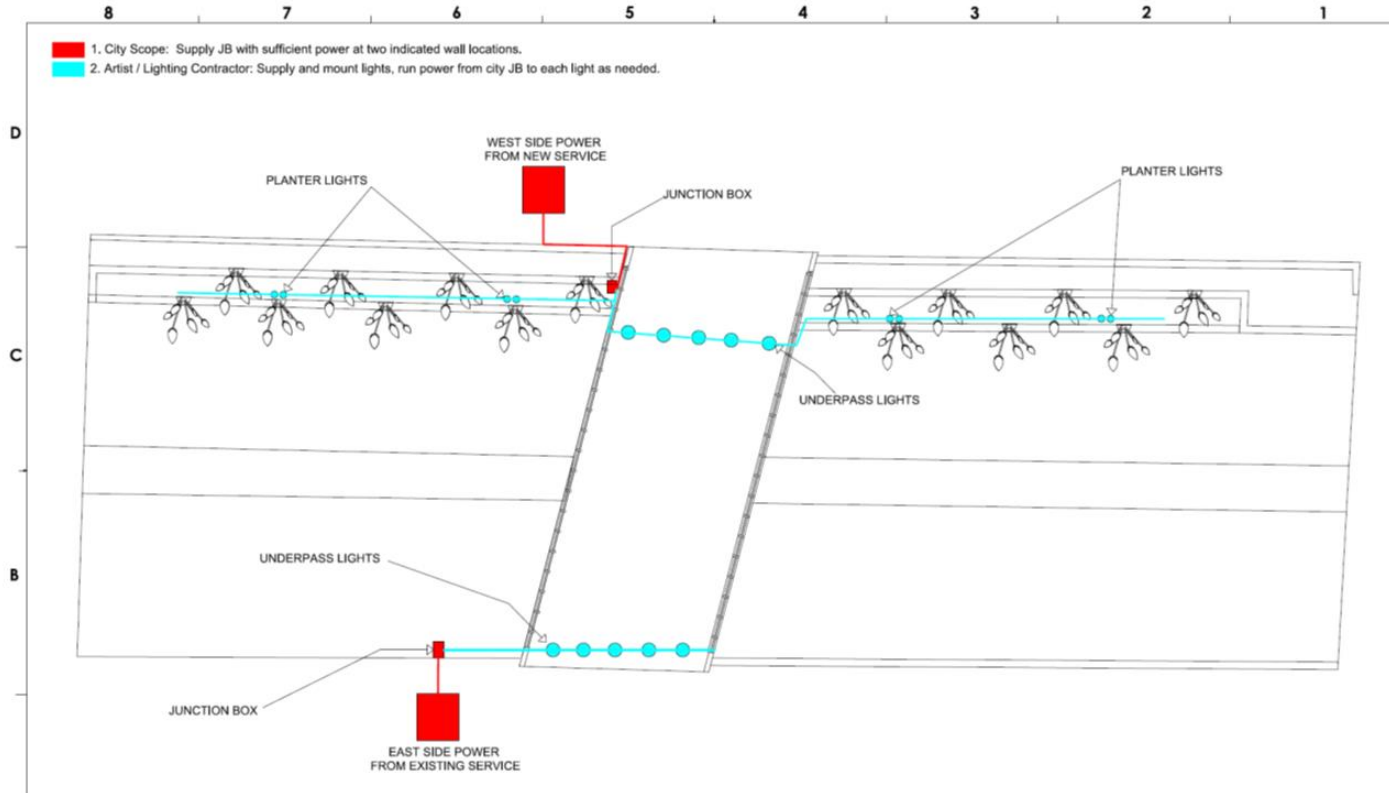 8 7 6 5 4 3 2 1
1. City Scope: Supply JB with sufficient power at two indicated wall locations.
2. Artist / Lighting Contractor: Supply and mount lights, run power from city JB to each light as needed.
D
WEST SIDE POWER
FROM NEW SERVICE
PLANTER LIGHTS
JUNCTION BOX
PLANTER LIGHTS
C
UNDERPASS LIGHTS
UNDERPASS LIGHTS
B
JUNCTION BOX
EAST SIDE POWER
FROM EXISTING SERVICE